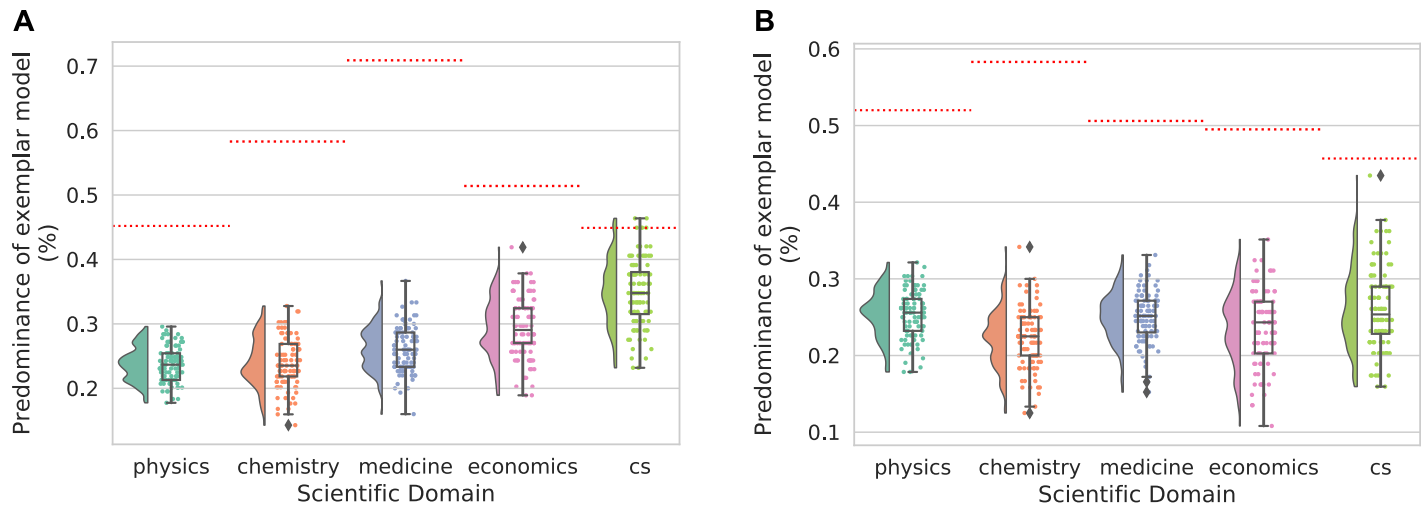 A
Predominance of exemplar model
(%)
0.7
0.6
0.5
0.4
0.3
0.2
physics
chemistry
medicine
economics
cs
Scientific Domain
B
Predominance of exemplar model
(%)
0.6
0.5
0.4
0.3
0.2
0.1
physics
chemistry
medicine
economics
cs
Scientific Domain